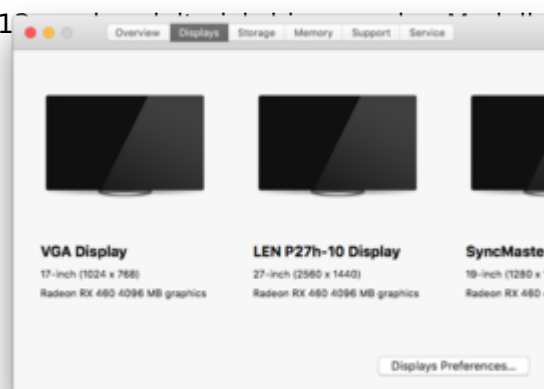 Overview Displays Storage Memory Support Service
VGA Display LEN P27h-10 Display SyncMaste
17-inch (1024 x 768) 27-inch (2560 x 1440) 19-inch (1280 x
Radeon RX 460 4096 MB graphics Radeon RX 460 4096 MB graphics Radeon RX 460
Displays Preferences...